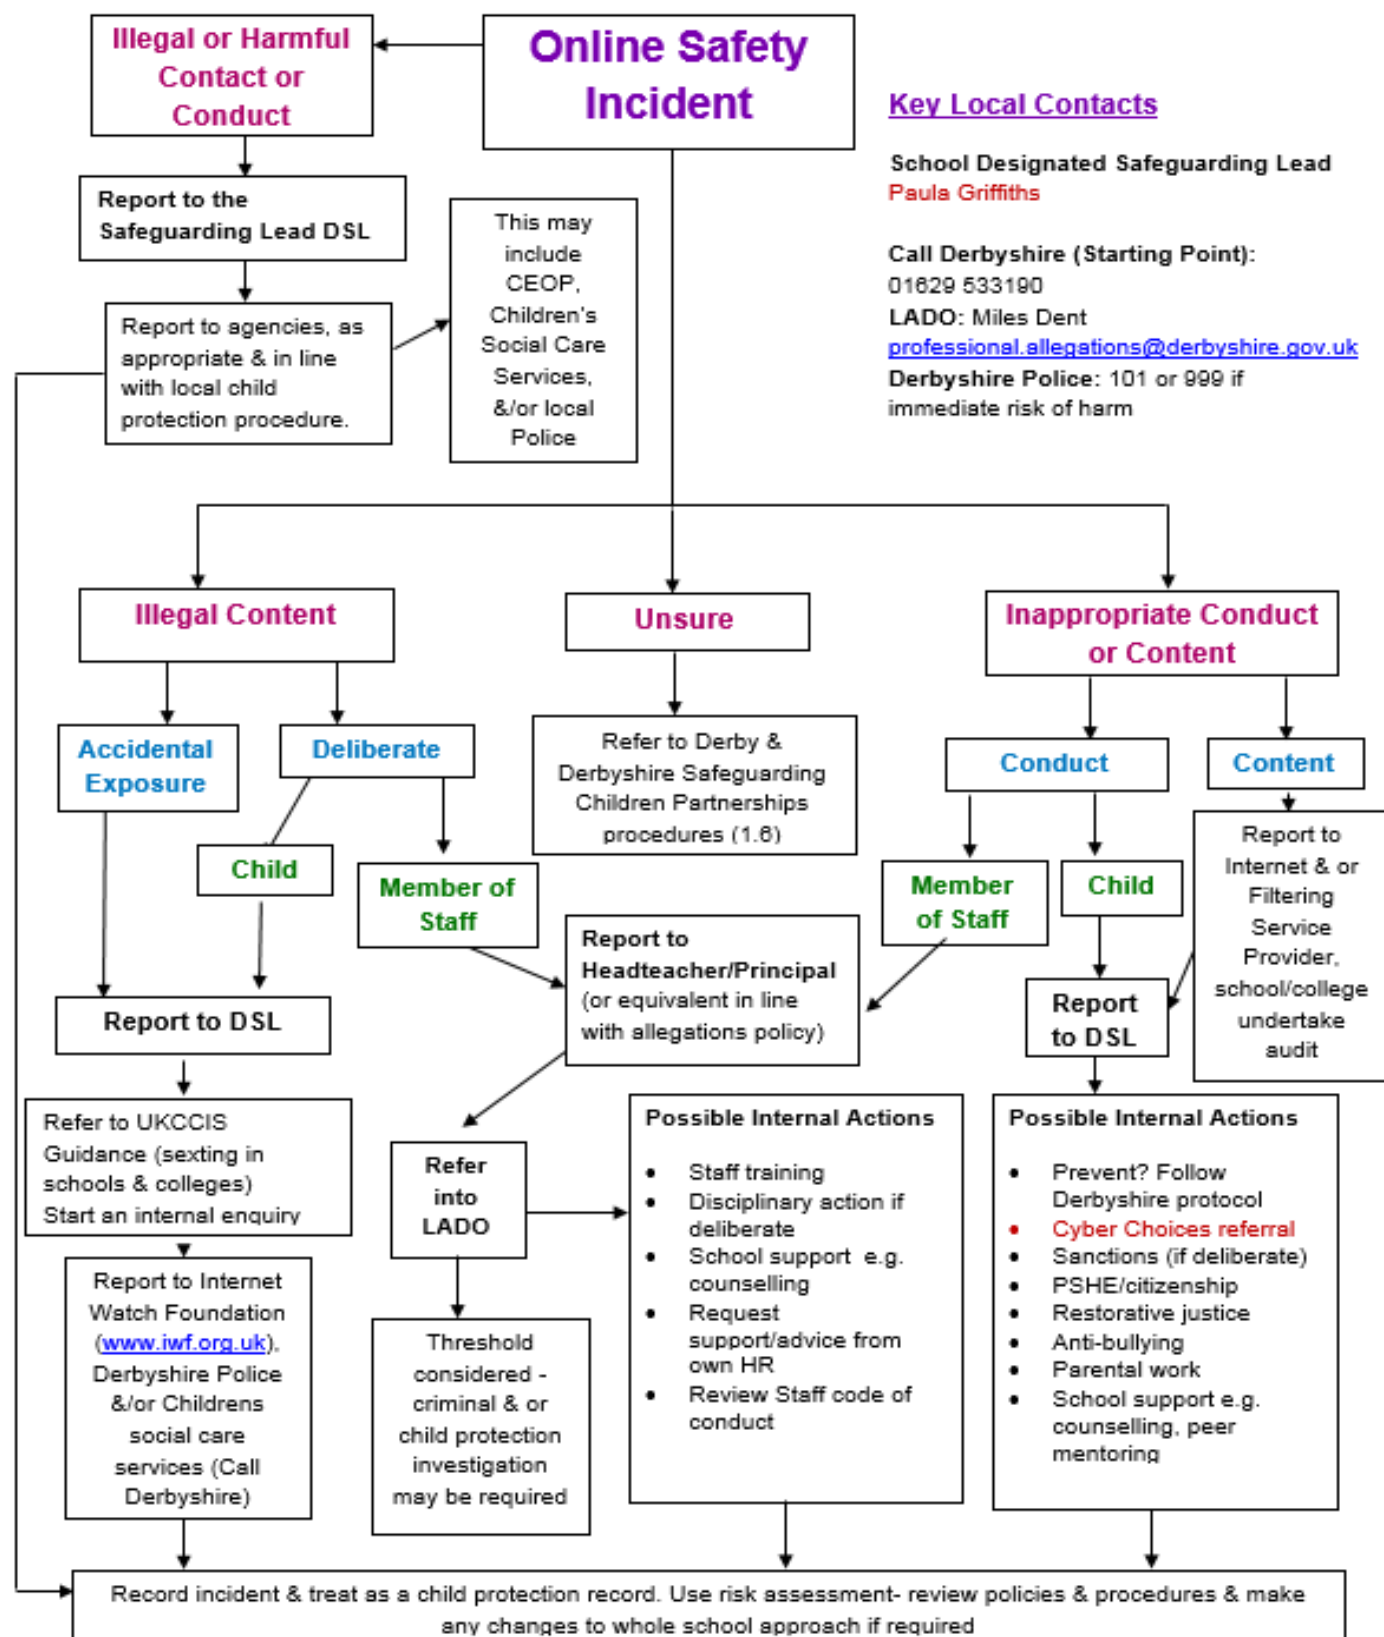 Illegal or Harmful
Contact or
Conduct
Online Safety
Incident
Key Local Contacts
School Designated Safeguarding Lead
Paula Griffiths
Call Derbyshire (Starting Point):
01629 533190
LADO: Miles Dent
professional.allegations@derbyshire.gov.uk
Derbyshire Police: 101 or 999 if
immediate risk of harm
Report to the
Safeguarding Lead DSL
This may
include
CEOP,
Children's
Social Care
Services,
&/or local
Police
Report to agencies, as
appropriate & in line
with local child
protection procedure.
Illegal Content
Unsure
Inappropriate Conduct
or Content
Accidental
Exposure
Deliberate
Refer to Derby &
Derbyshire Safeguarding
Children Partnerships
procedures (1.6)
Conduct
Content
Child
Member of
Staff
Member
of Staff
Child
Report to
Internet & or
Filtering
Service
Provider,
school/college
undertake
audit
Report to
Headteacher/Principal
(or equivalent in line
with allegations policy)
Report to DSL
Report
to DSL
Refer to UKCCIS
Guidance (sexting in
schools & colleges)
Start an internal enquiry
Refer
into
LADO
Possible Internal Actions
• Staff training
• Disciplinary action if
deliberate
• School support e.g.
counselling
• Request
support/advice from
own HR
• Review Staff code of
conduct
Possible Internal Actions
• Prevent? Follow
Derbyshire protocol
• Cyber Choices referral
• Sanctions (if deliberate)
• PSHE/citizenship
• Restorative justice
• Anti-bullying
• Parental work
• School support e.g.
counselling, peer
mentoring
Report to Internet
Watch Foundation
(www.iwf.org.uk),
Derbyshire Police
&/or Childrens
social care
services (Call
Derbyshire)
Threshold
considered -
criminal & or
child protection
investigation
may be required
Record incident & treat as a child protection record. Use risk assessment- review policies & procedures & make
any changes to whole school approach if required